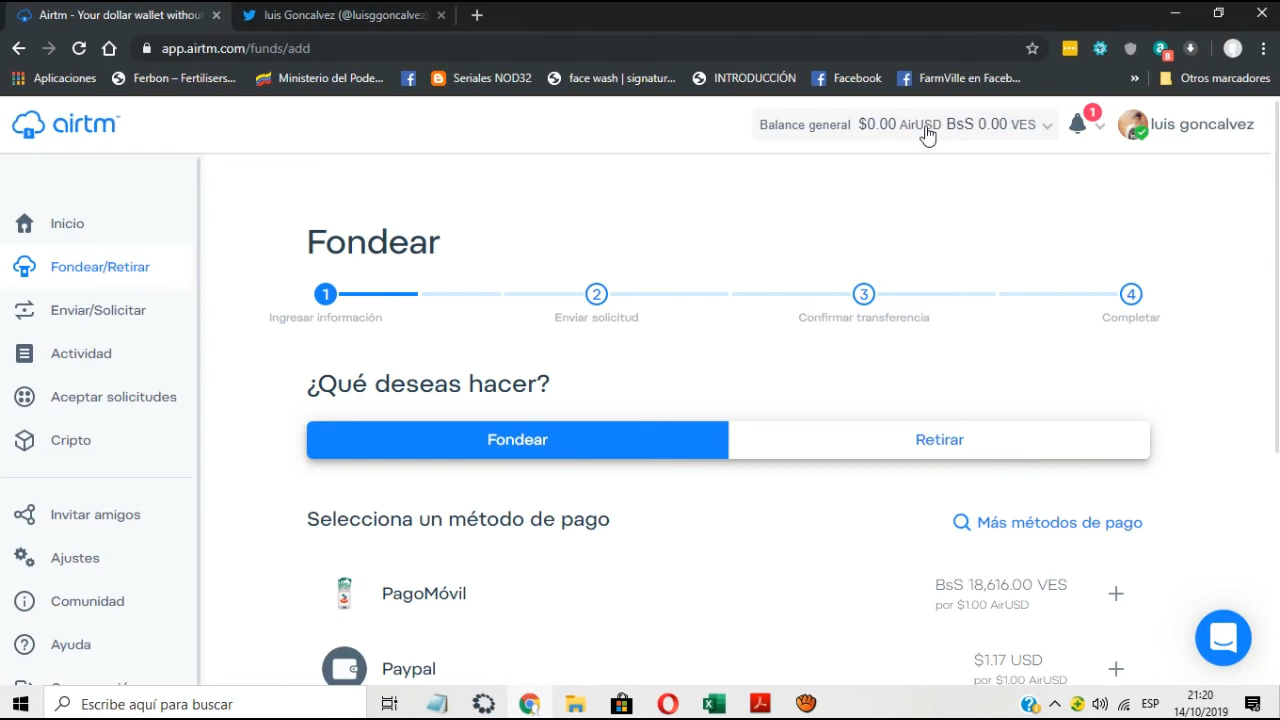 Airtm - Your dollar wallet withou
luis Goncalvez (@luisggoncalvez
app.airtm.com/funds/add
8
Aplicaciones
Ferbon – Fertilisers...
Ministerio del Pode...
Seriales NOD32
face wash | signatur...
INTRODUCCIÓN
Facebook
FarmVille en Faceb...
»
Otros marcadores
airtm
Balance general $0.00 AirUSD BsS 0.00 VES
1
luis goncalvez
Inicio
Fondear/Retirar
Enviar/Solicitar
Actividad
Aceptar solicitudes
Cripto
Invitar amigos
Ajustes
Comunidad
Ayuda
Fondear
1 2 3 4
Ingresar información Enviar solicitud Confirmar transferencia Completar
¿Qué deseas hacer?
Fondear Retirar
Selecciona un método de pago
Más métodos de pago
PagoMóvil
BsS 18,616.00 VES
por $1.00 AirUSD
Paypal
$1.17 USD
por $1.00 AirUSD
Escribe aquí para buscar
ESP
21:20
14/10/2019